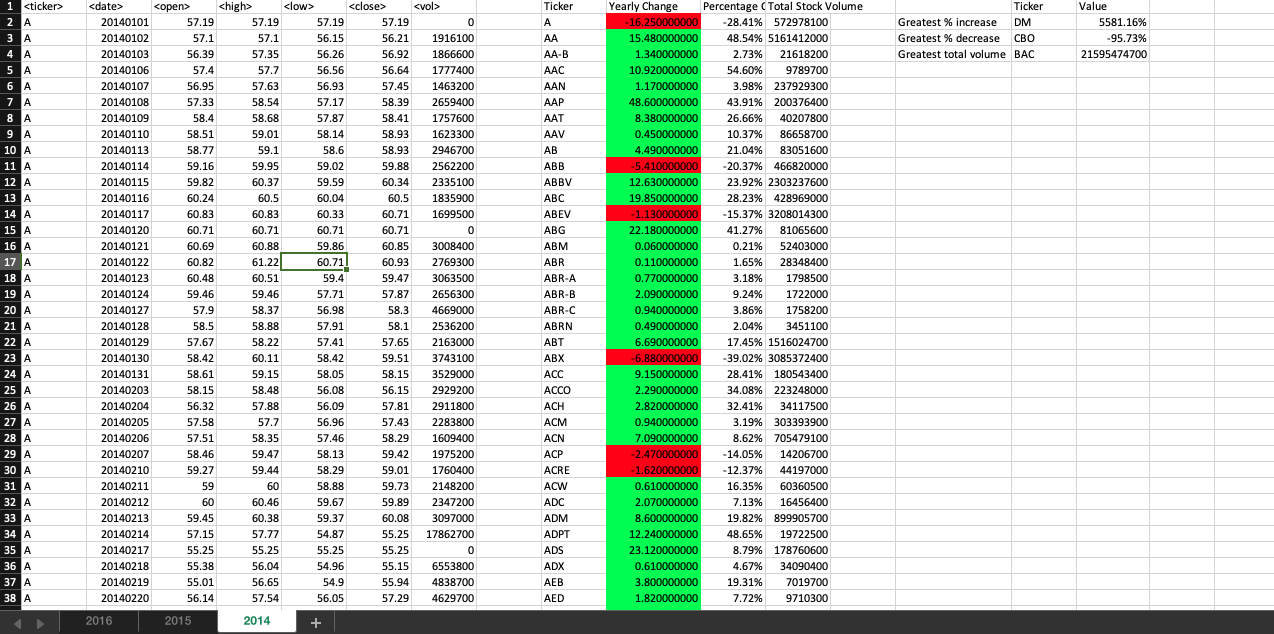 1 <ticker> <date> <open> <high> <low> <close> <vol> Ticker Yearly Change Percentage C Total Stock Volume Ticker Value
2 A 20140101 57.19 57.19 57.19 57.19 0 A -16.250000000 -28.41% 572978100 Greatest % increase DM 5581.16%
3 A 20140102 57.1 57.1 56.15 56.21 1916100 AA 15.480000000 48.54% 5161412000 Greatest % decrease CBO -95.73%
4 A 20140103 56.39 57.35 56.26 56.92 1866600 AA-B 1.340000000 2.73% 21618200 Greatest total volume BAC 21595474700
5 A 20140106 57.4 57.7 56.56 56.64 1777400 AAC 10.920000000 54.60% 9789700
6 A 20140107 56.95 57.63 56.93 57.45 1463200 AAN 1.170000000 3.98% 237929300
7 A 20140108 57.33 58.54 57.17 58.39 2659400 AAP 48.600000000 43.91% 200376400
8 A 20140109 58.4 58.68 57.87 58.41 1757600 AAT 8.380000000 26.66% 40207800
9 A 20140110 58.51 59.01 58.14 58.93 1623300 AAV 0.450000000 10.37% 86658700
10 A 20140113 58.77 59.1 58.6 58.93 2946700 AB 4.490000000 21.04% 83051600
11 A 20140114 59.16 59.95 59.02 59.88 2562200 ABB -5.410000000 -20.37% 466820000
12 A 20140115 59.82 60.37 59.59 60.34 2335100 ABBV 12.630000000 23.92% 2303237600
13 A 20140116 60.24 60.5 60.04 60.5 1835900 ABC 19.850000000 28.23% 428969000
14 A 20140117 60.83 60.83 60.33 60.71 1699500 ABEV -1.130000000 -15.37% 3208014300
15 A 20140120 60.71 60.71 60.71 60.71 0 ABG 22.180000000 41.27% 81065600
16 A 20140121 60.69 60.88 59.86 60.85 3008400 ABM 0.060000000 0.21% 52403000
17 A 20140122 60.82 61.22 60.71 60.93 2769300 ABR 0.110000000 1.65% 28348400
18 A 20140123 60.48 60.51 59.4 59.47 3063500 ABR-A 0.770000000 3.18% 1798500
19 A 20140124 59.46 59.46 57.71 57.87 2656300 ABR-B 2.090000000 9.24% 1722000
20 A 20140127 57.9 58.37 56.98 58.3 4669000 ABR-C 0.940000000 3.86% 1758200
21 A 20140128 58.5 58.88 57.91 58.1 2536200 ABRN 0.490000000 2.04% 3451100
22 A 20140129 57.67 58.22 57.41 57.65 2163000 ABT 6.690000000 17.45% 1516024700
23 A 20140130 58.42 60.11 58.42 59.51 3743100 ABX -6.880000000 -39.02% 3085372400
24 A 20140131 58.61 59.15 58.05 58.15 3529000 ACC 9.150000000 28.41% 180543400
25 A 20140203 58.15 58.48 56.08 56.15 2929200 ACCO 2.290000000 34.08% 223248000
26 A 20140204 56.32 57.88 56.09 57.81 2911800 ACH 2.820000000 32.41% 34117500
27 A 20140205 57.58 57.7 56.96 57.43 2283800 ACM 0.940000000 3.19% 303393900
28 A 20140206 57.51 58.35 57.46 58.29 1609400 ACN 7.090000000 8.62% 705479100
29 A 20140207 58.46 59.47 58.13 59.42 1975200 ACP -2.470000000 -14.05% 14206700
30 A 20140210 59.27 59.44 58.29 59.01 1760400 ACRE -1.620000000 -12.37% 44197000
31 A 20140211 59 60 58.88 59.73 2148200 ACW 0.610000000 16.35% 60360500
32 A 20140212 60 60.46 59.67 59.89 2347200 ADC 2.070000000 7.13% 16456400
33 A 20140213 59.45 60.38 59.37 60.08 3097000 ADM 8.600000000 19.82% 899905700
34 A 20140214 57.15 57.77 54.87 55.25 17862700 ADPT 12.240000000 48.65% 19722500
35 A 20140217 55.25 55.25 55.25 55.25 0 ADS 23.120000000 8.79% 178760600
36 A 20140218 55.38 56.04 54.96 55.15 6553800 ADX 0.610000000 4.67% 34090400
37 A 20140219 55.01 56.65 54.9 55.94 4838700 AEB 3.800000000 19.31% 7019700
38 A 20140220 56.14 57.54 56.05 57.29 4629700 AED 1.820000000 7.72% 9710300
2016 2015 2014 +